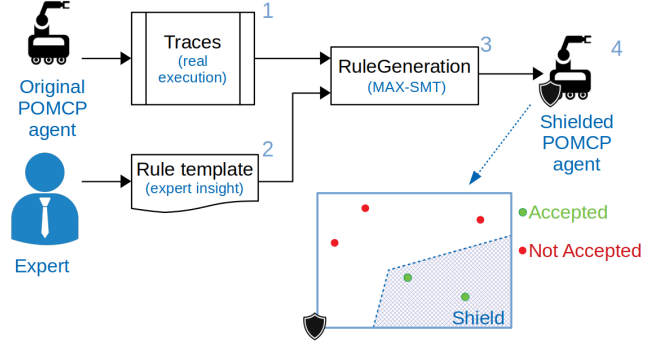 1
Traces
(real
execution)
Original
POMCP
agent
2
Rule template
(expert insight)
Expert
3
RuleGeneration
(MAX-SMT)
4
Shielded
POMCP
agent
Accepted
Not Accepted
Shield